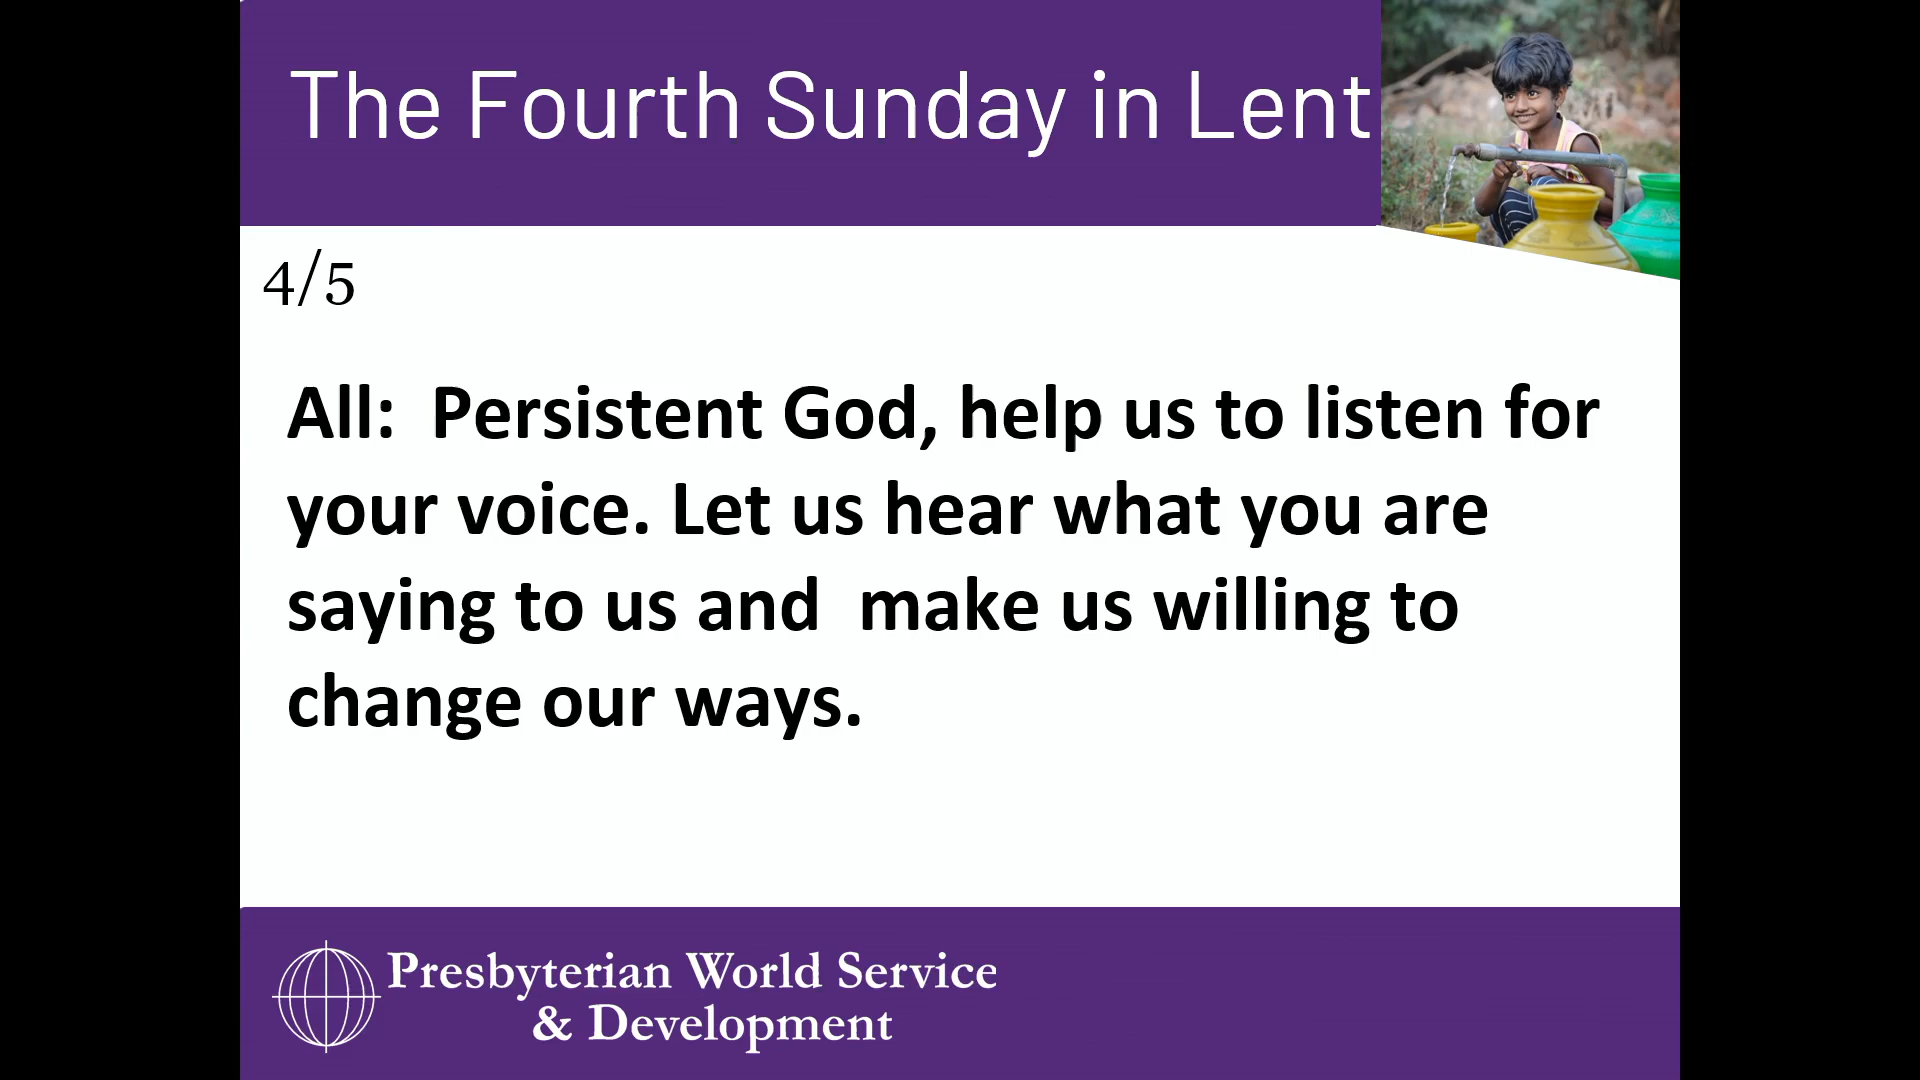 The Fourth Sunday in Lent
4/5
All:  Persistent God, help us to listen for
your voice. Let us hear what you are
saying to us and  make us willing to
change our ways.
Presbyterian World Service
& Development